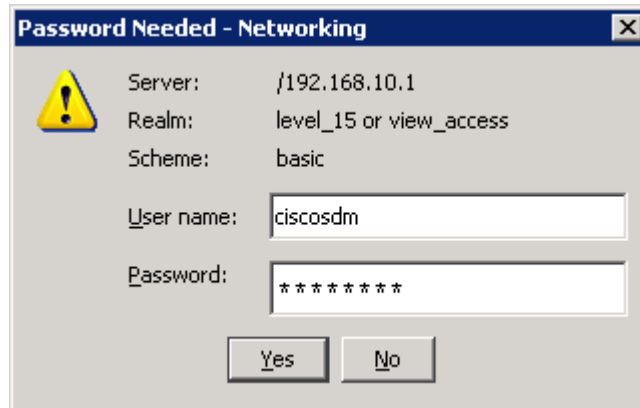 Password Needed - Networking
Server: /192.168.10.1
Realm: level_15 or view_access
Scheme: basic
User name: ciscosdm
Password: ********
Yes No